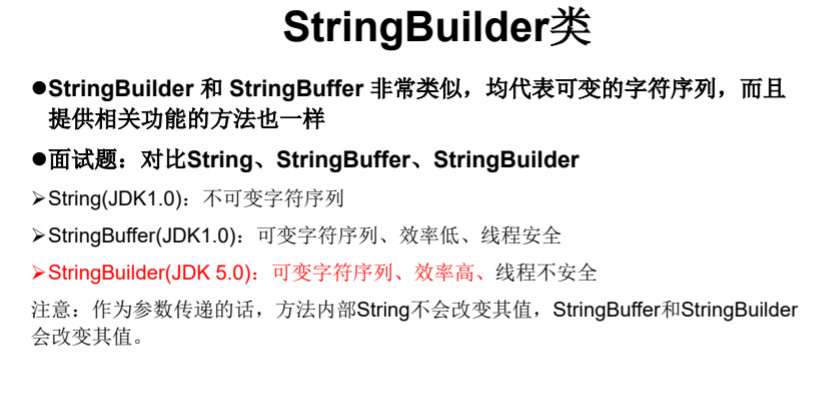 StringBuilder类
●StringBuilder 和 StringBuffer 非常类似，均代表可变的字符序列，而且
提供相关功能的方法也一样
●面试题：对比String、StringBuffer、StringBuilder
➢String(JDK1.0)：不可变字符序列
➢StringBuffer(JDK1.0)：可变字符序列、效率低、线程安全
➢StringBuilder(JDK 5.0)：可变字符序列、效率高、线程不安全
注意：作为参数传递的话，方法内部String不会改变其值，StringBuffer和StringBuilder
会改变其值。